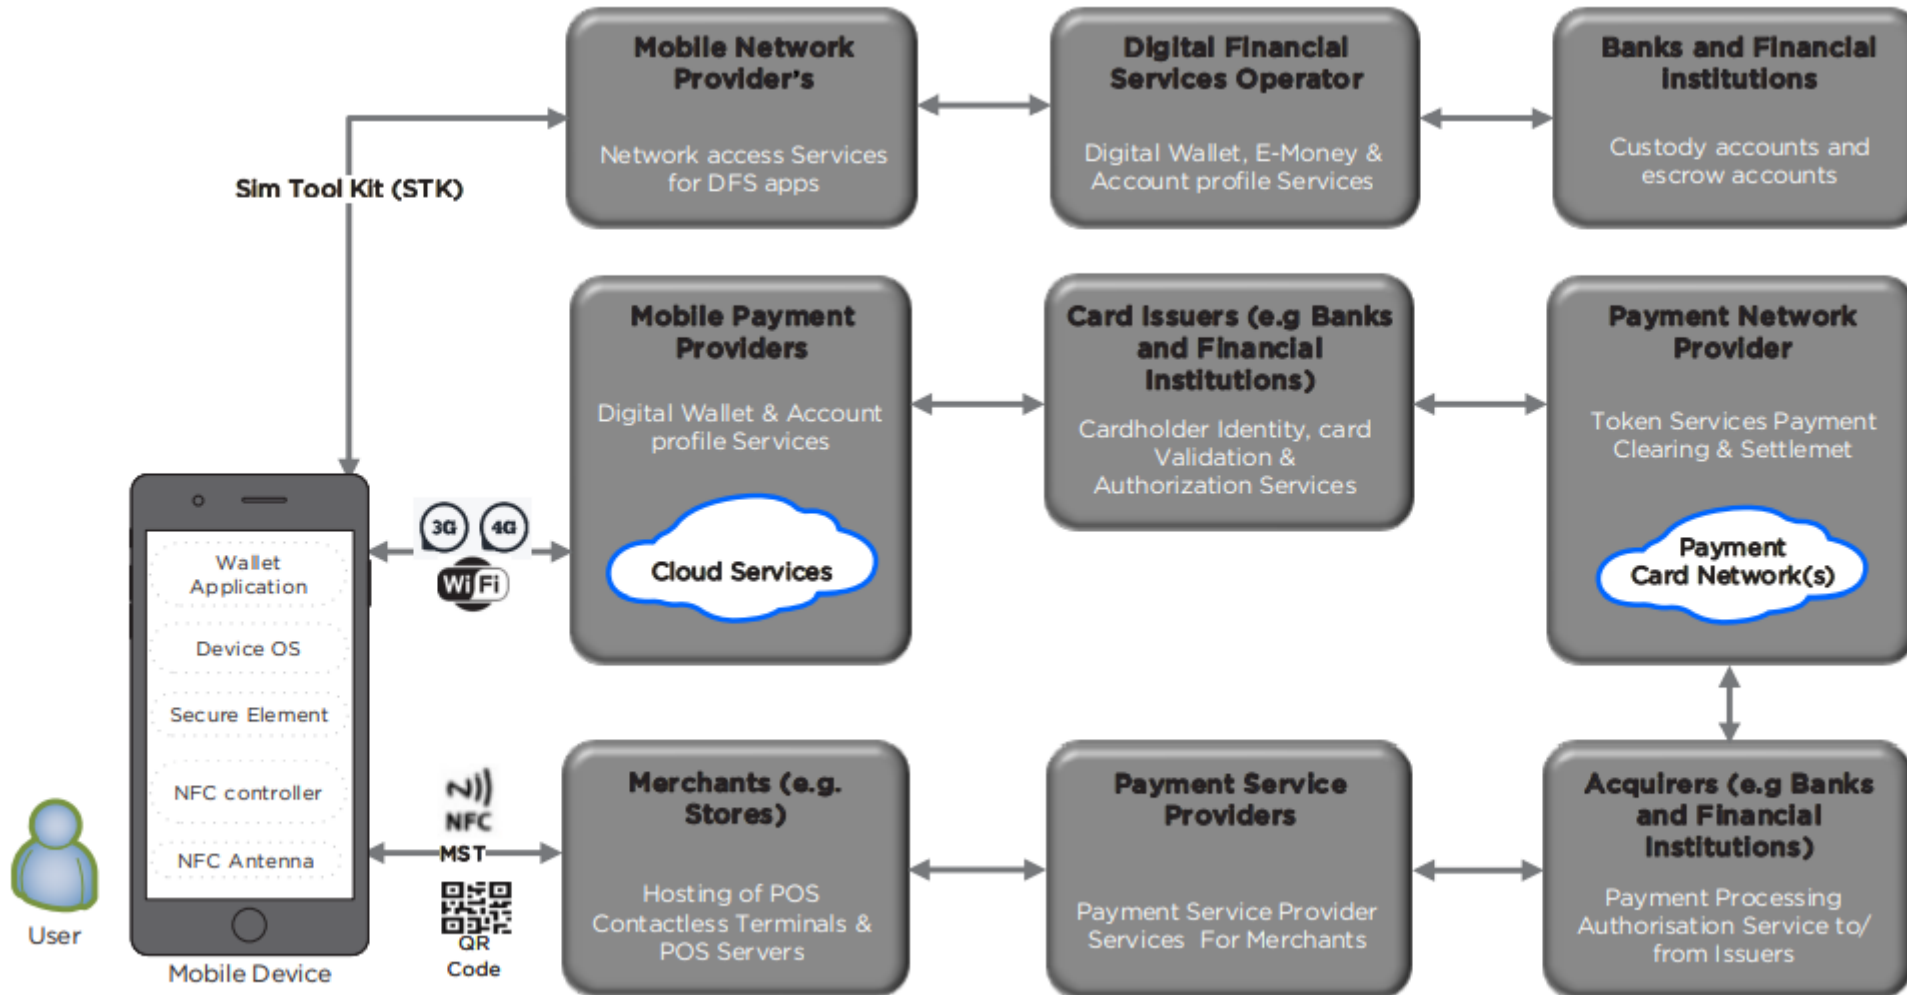 Mobile Network
Provider's
Network access Services
for DFS apps
Digital Financial
Services Operator
Digital Wallet, E-Money &
Account profile Services
Banks and Financial
Institutions
Custody accounts and
escrow accounts
Sim Tool Kit (STK)
Mobile Payment
Providers
Digital Wallet & Account
profile Services
Cloud Services
Card Issuers (e.g Banks
and Financial
Institutions)
Cardholder Identity, card
Validation &
Authorization Services
Payment Network
Provider
Token Services Payment
Clearing & Settlemet
Payment
Card Network(s)
3G
4G
Wi Fi
Wallet
Application
Device OS
Secure Element
NFC controller
NFC Antenna
User
Mobile Device
NFC
MST
QR
Code
Merchants (e.g.
Stores)
Hosting of POS
Contactless Terminals &
POS Servers
Payment Service
Providers
Payment Service Provider
Services For Merchants
Acquirers (e.g Banks
and Financial
Institutions)
Payment Processing
Authorisation Service to/
from Issuers